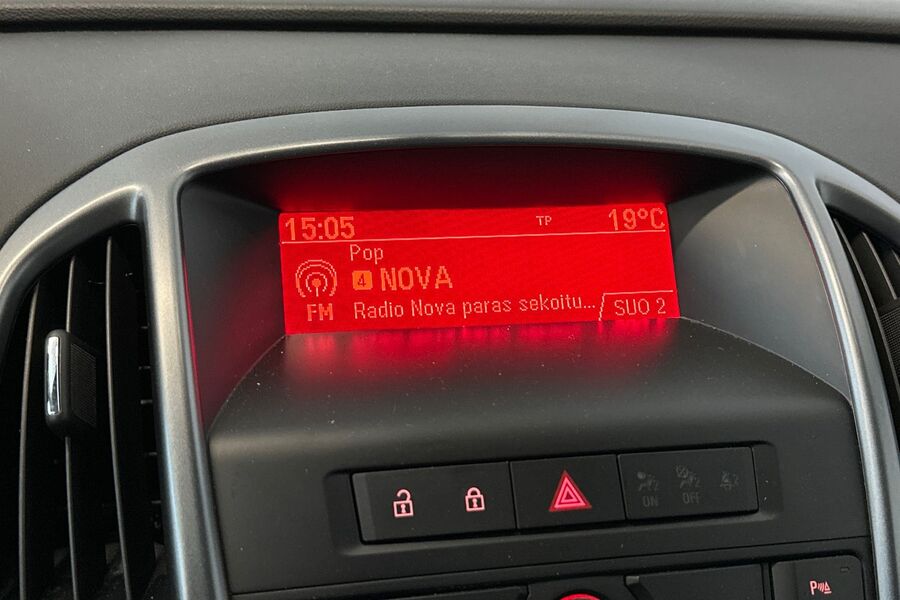 15:05 TP 19°C
Pop
4 NOVA
FM Radio Nova paras sekoitu... SUO 2
ON OFF
P